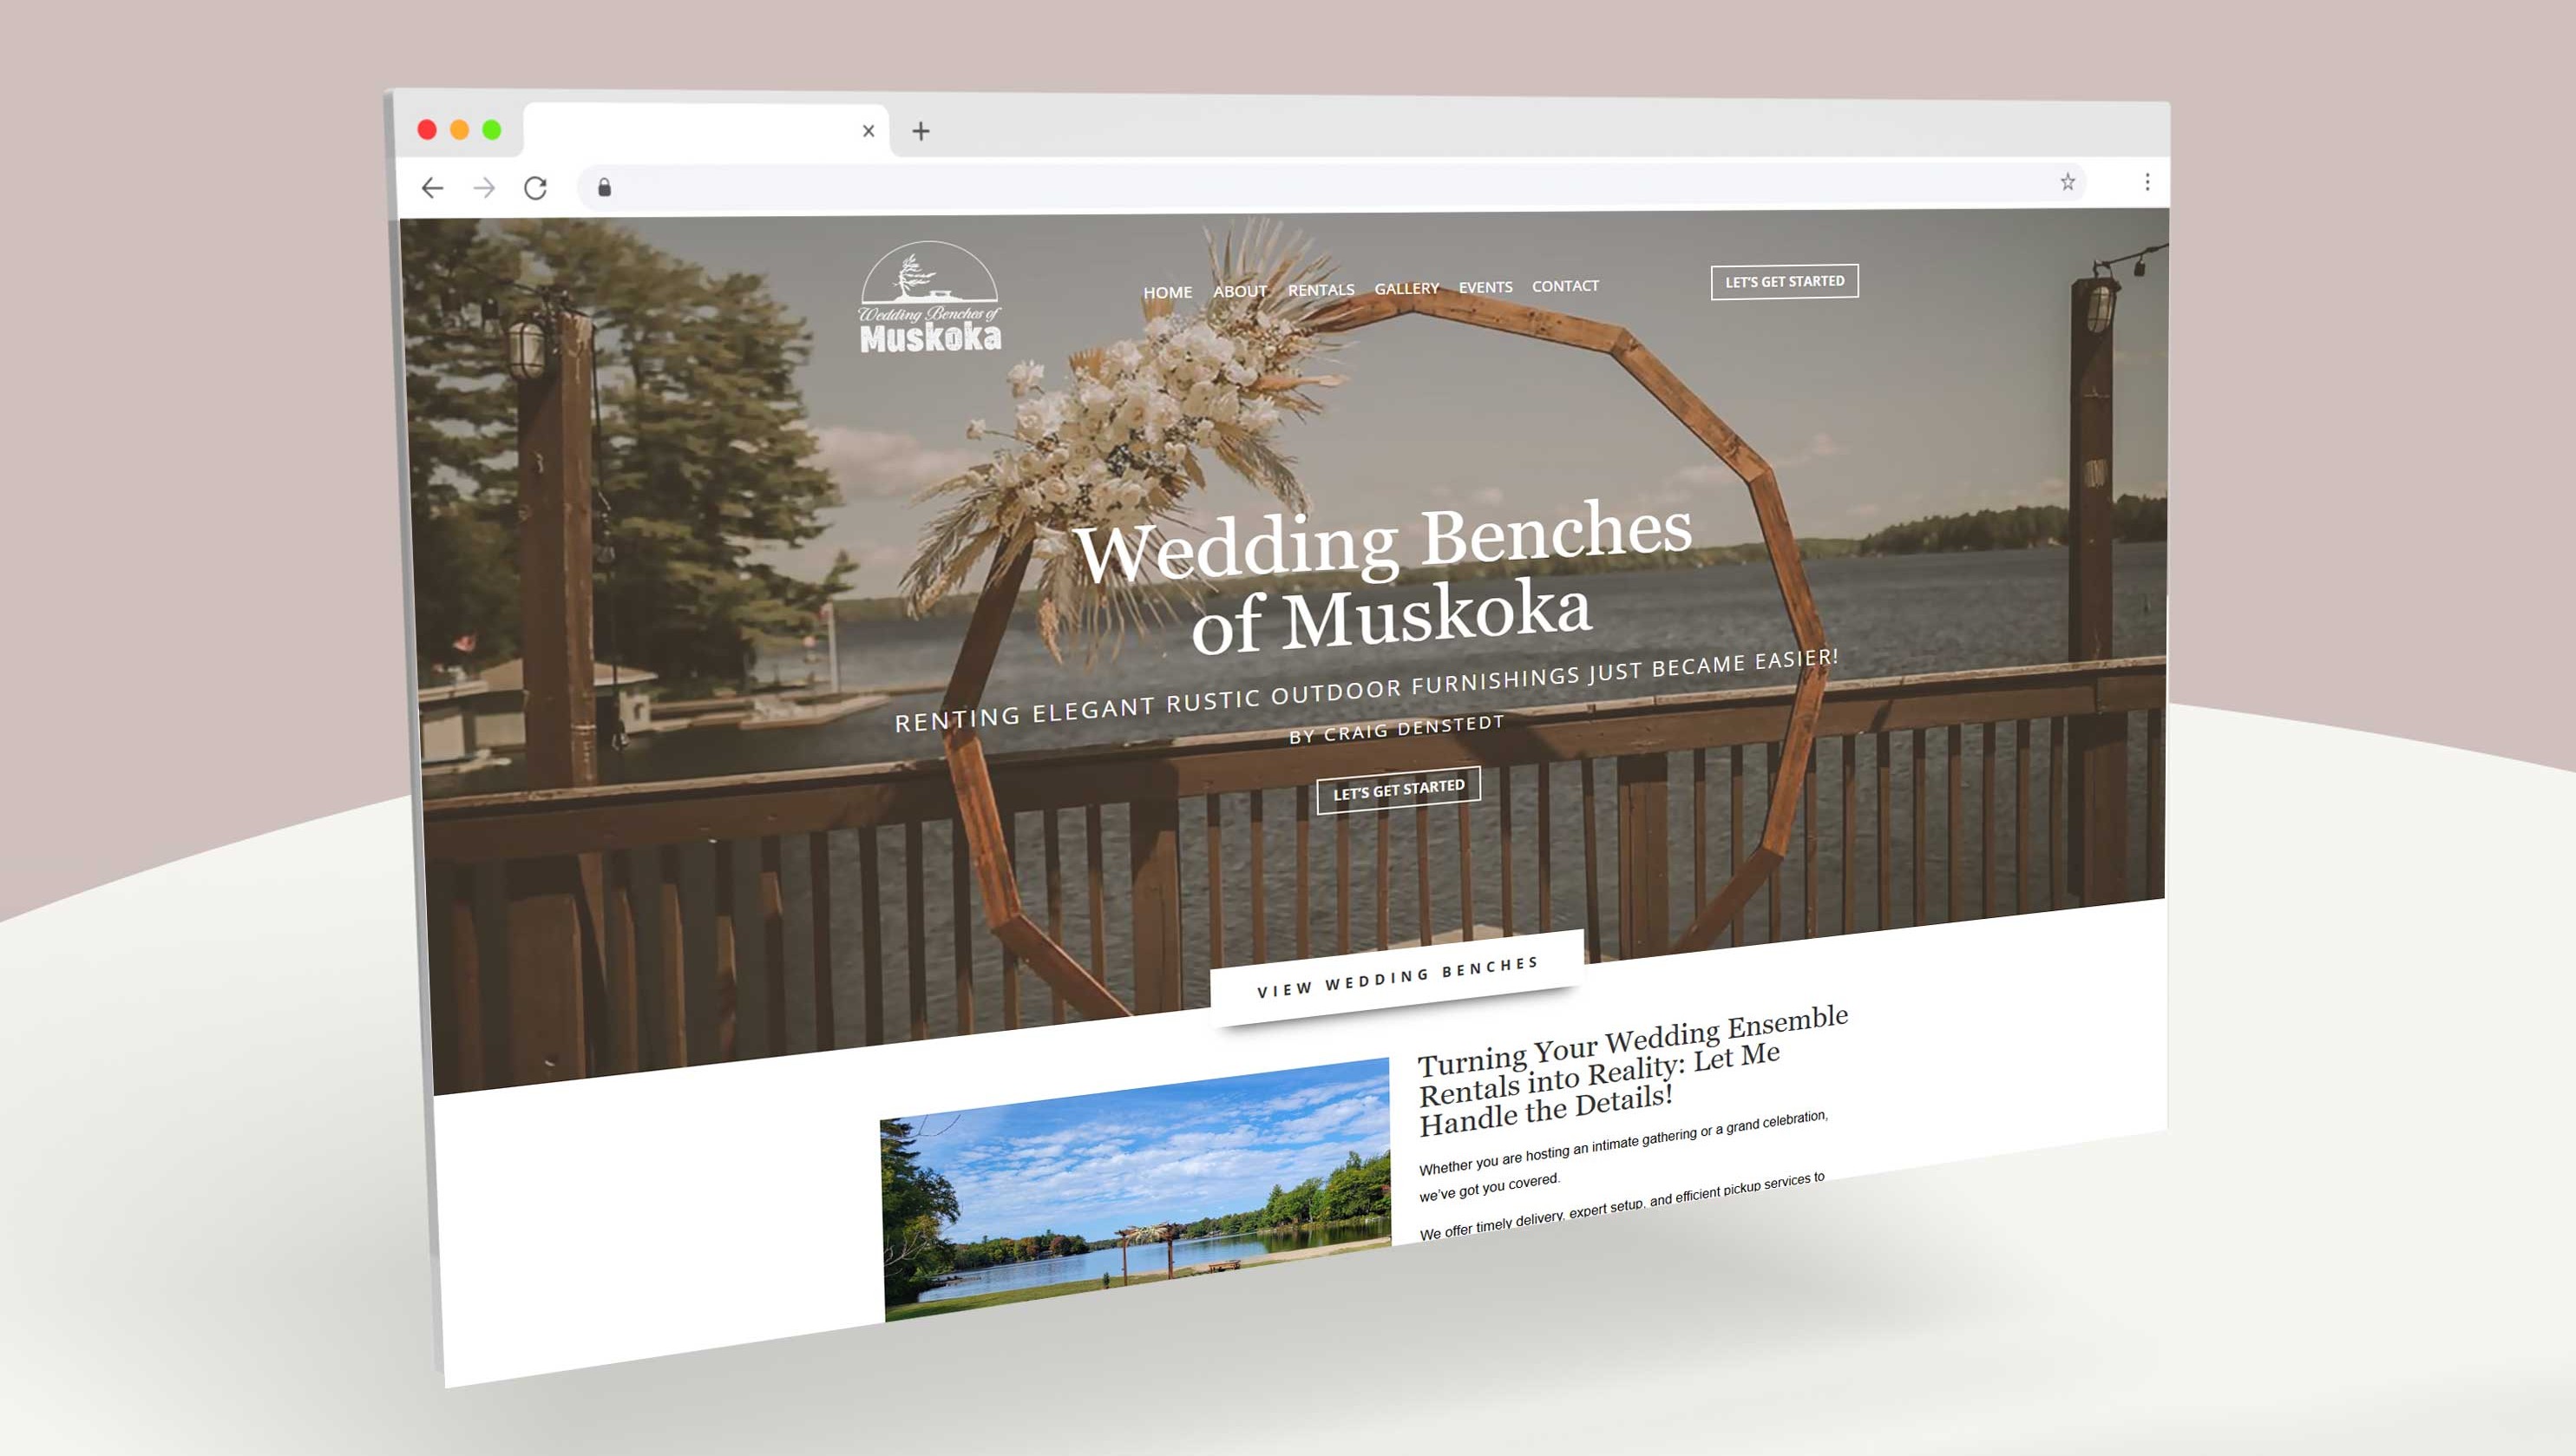 Wedding Benches of
Muskoka
HOME ABOUT RENTALS GALLERY EVENTS CONTACT
LET'S GET STARTED
Wedding Benches
of Muskoka
RENTING ELEGANT RUSTIC OUTDOOR FURNISHINGS JUST BECAME EASIER!
BY CRAIG DENSTEDT
LET'S GET STARTED
VIEW WEDDING BENCHES
Turning Your Wedding Ensemble
Rentals into Reality: Let Me
Handle the Details!
Whether you are hosting an intimate gathering or a grand celebration,
we've got you covered.
We offer timely delivery, expert setup, and efficient pickup services to